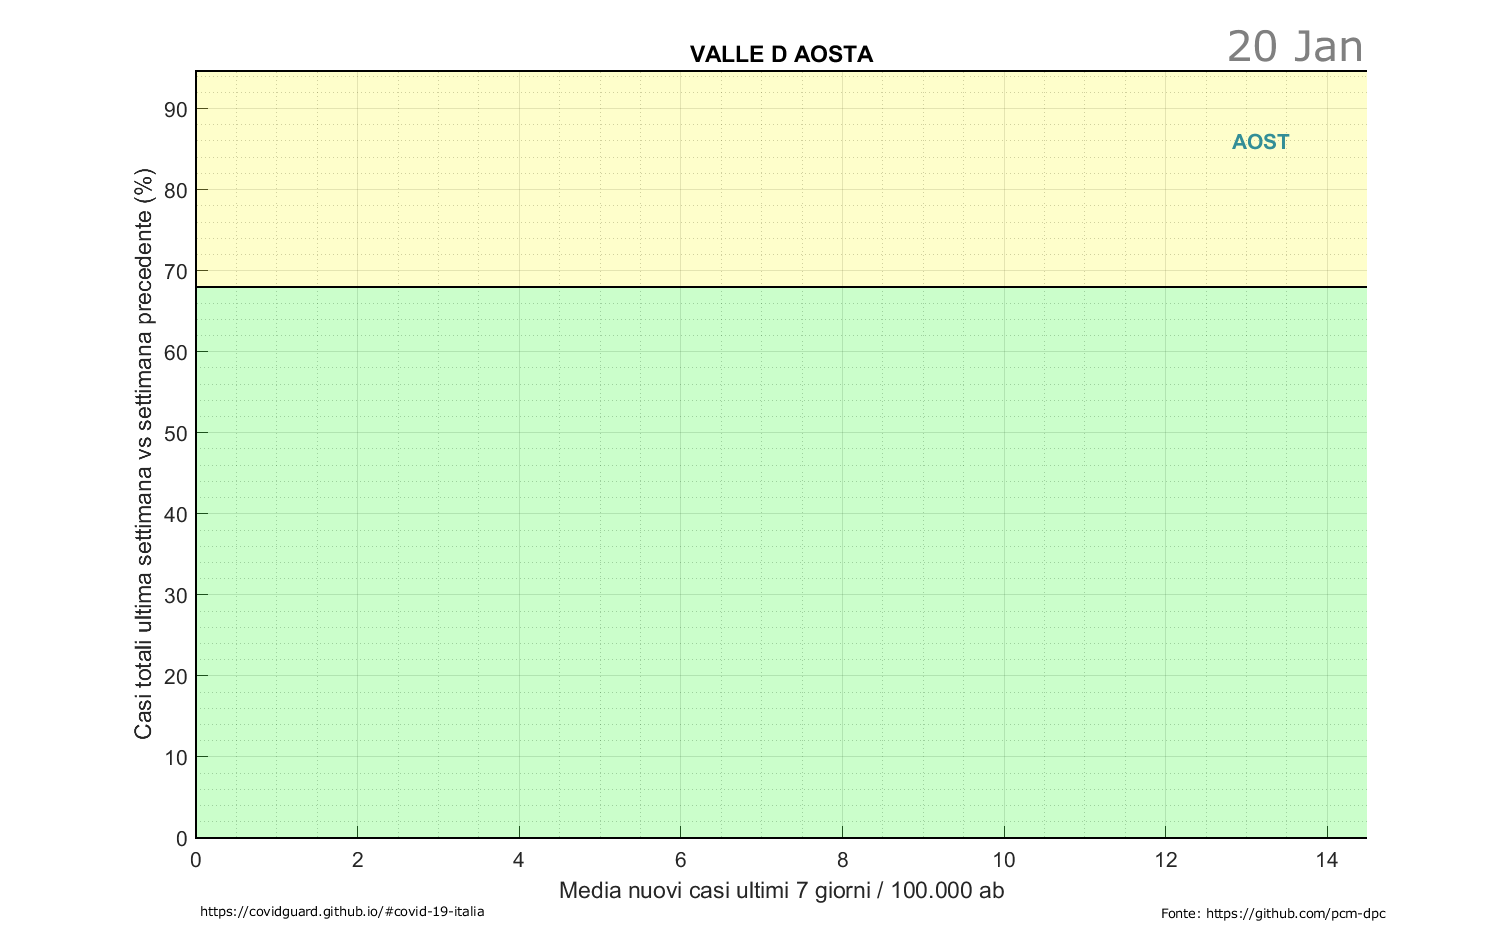 VALLE D AOSTA
20 Jan
AOST
Casi totali ultima settimana vs settimana precedente (%)
90
80
70
60
50
40
30
20
10
0
0 2 4 6 8 10 12 14
Media nuovi casi ultimi 7 giorni / 100.000 ab
https://covidguard.github.io/#covid-19-italia
Fonte: https://github.com/pcm-dpc